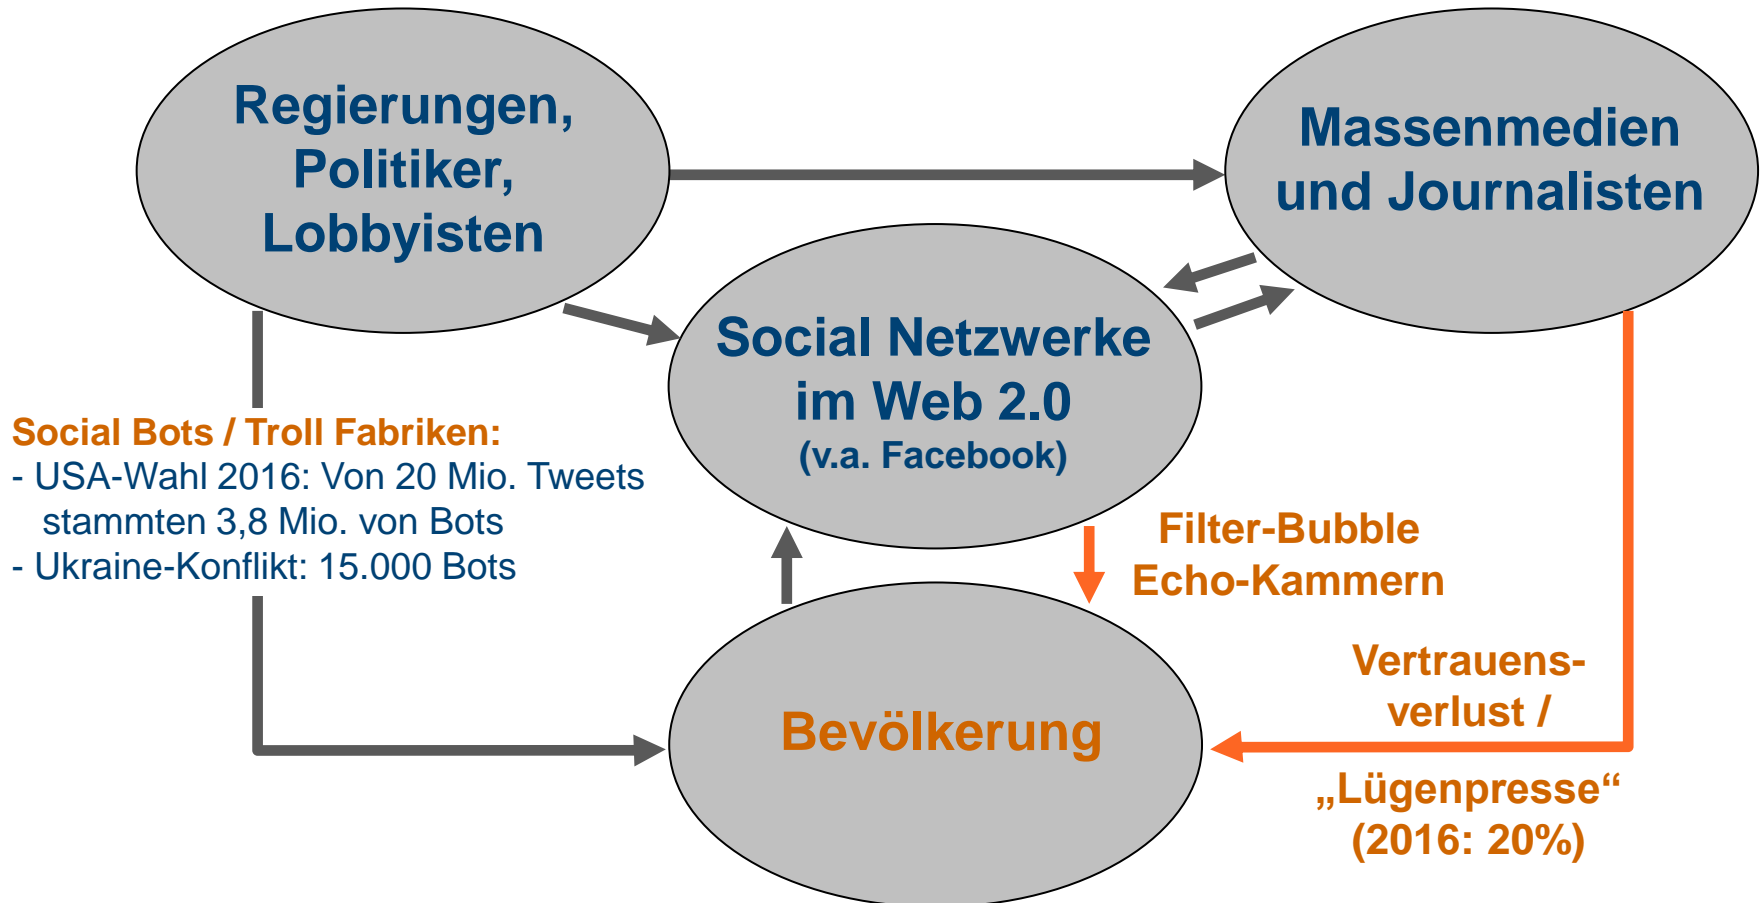 Regierungen,
Politiker,
Lobbyisten
Massenmedien
und Journalisten
Social Netzwerke
im Web 2.0
(v.a. Facebook)
Social Bots / Troll Fabriken:
- USA-Wahl 2016: Von 20 Mio. Tweets
stammten 3,8 Mio. von Bots
- Ukraine-Konflikt: 15.000 Bots
Filter-Bubble
Echo-Kammern
Bevölkerung
Vertrauens-
verlust /
„Lügenpresse“
(2016: 20%)